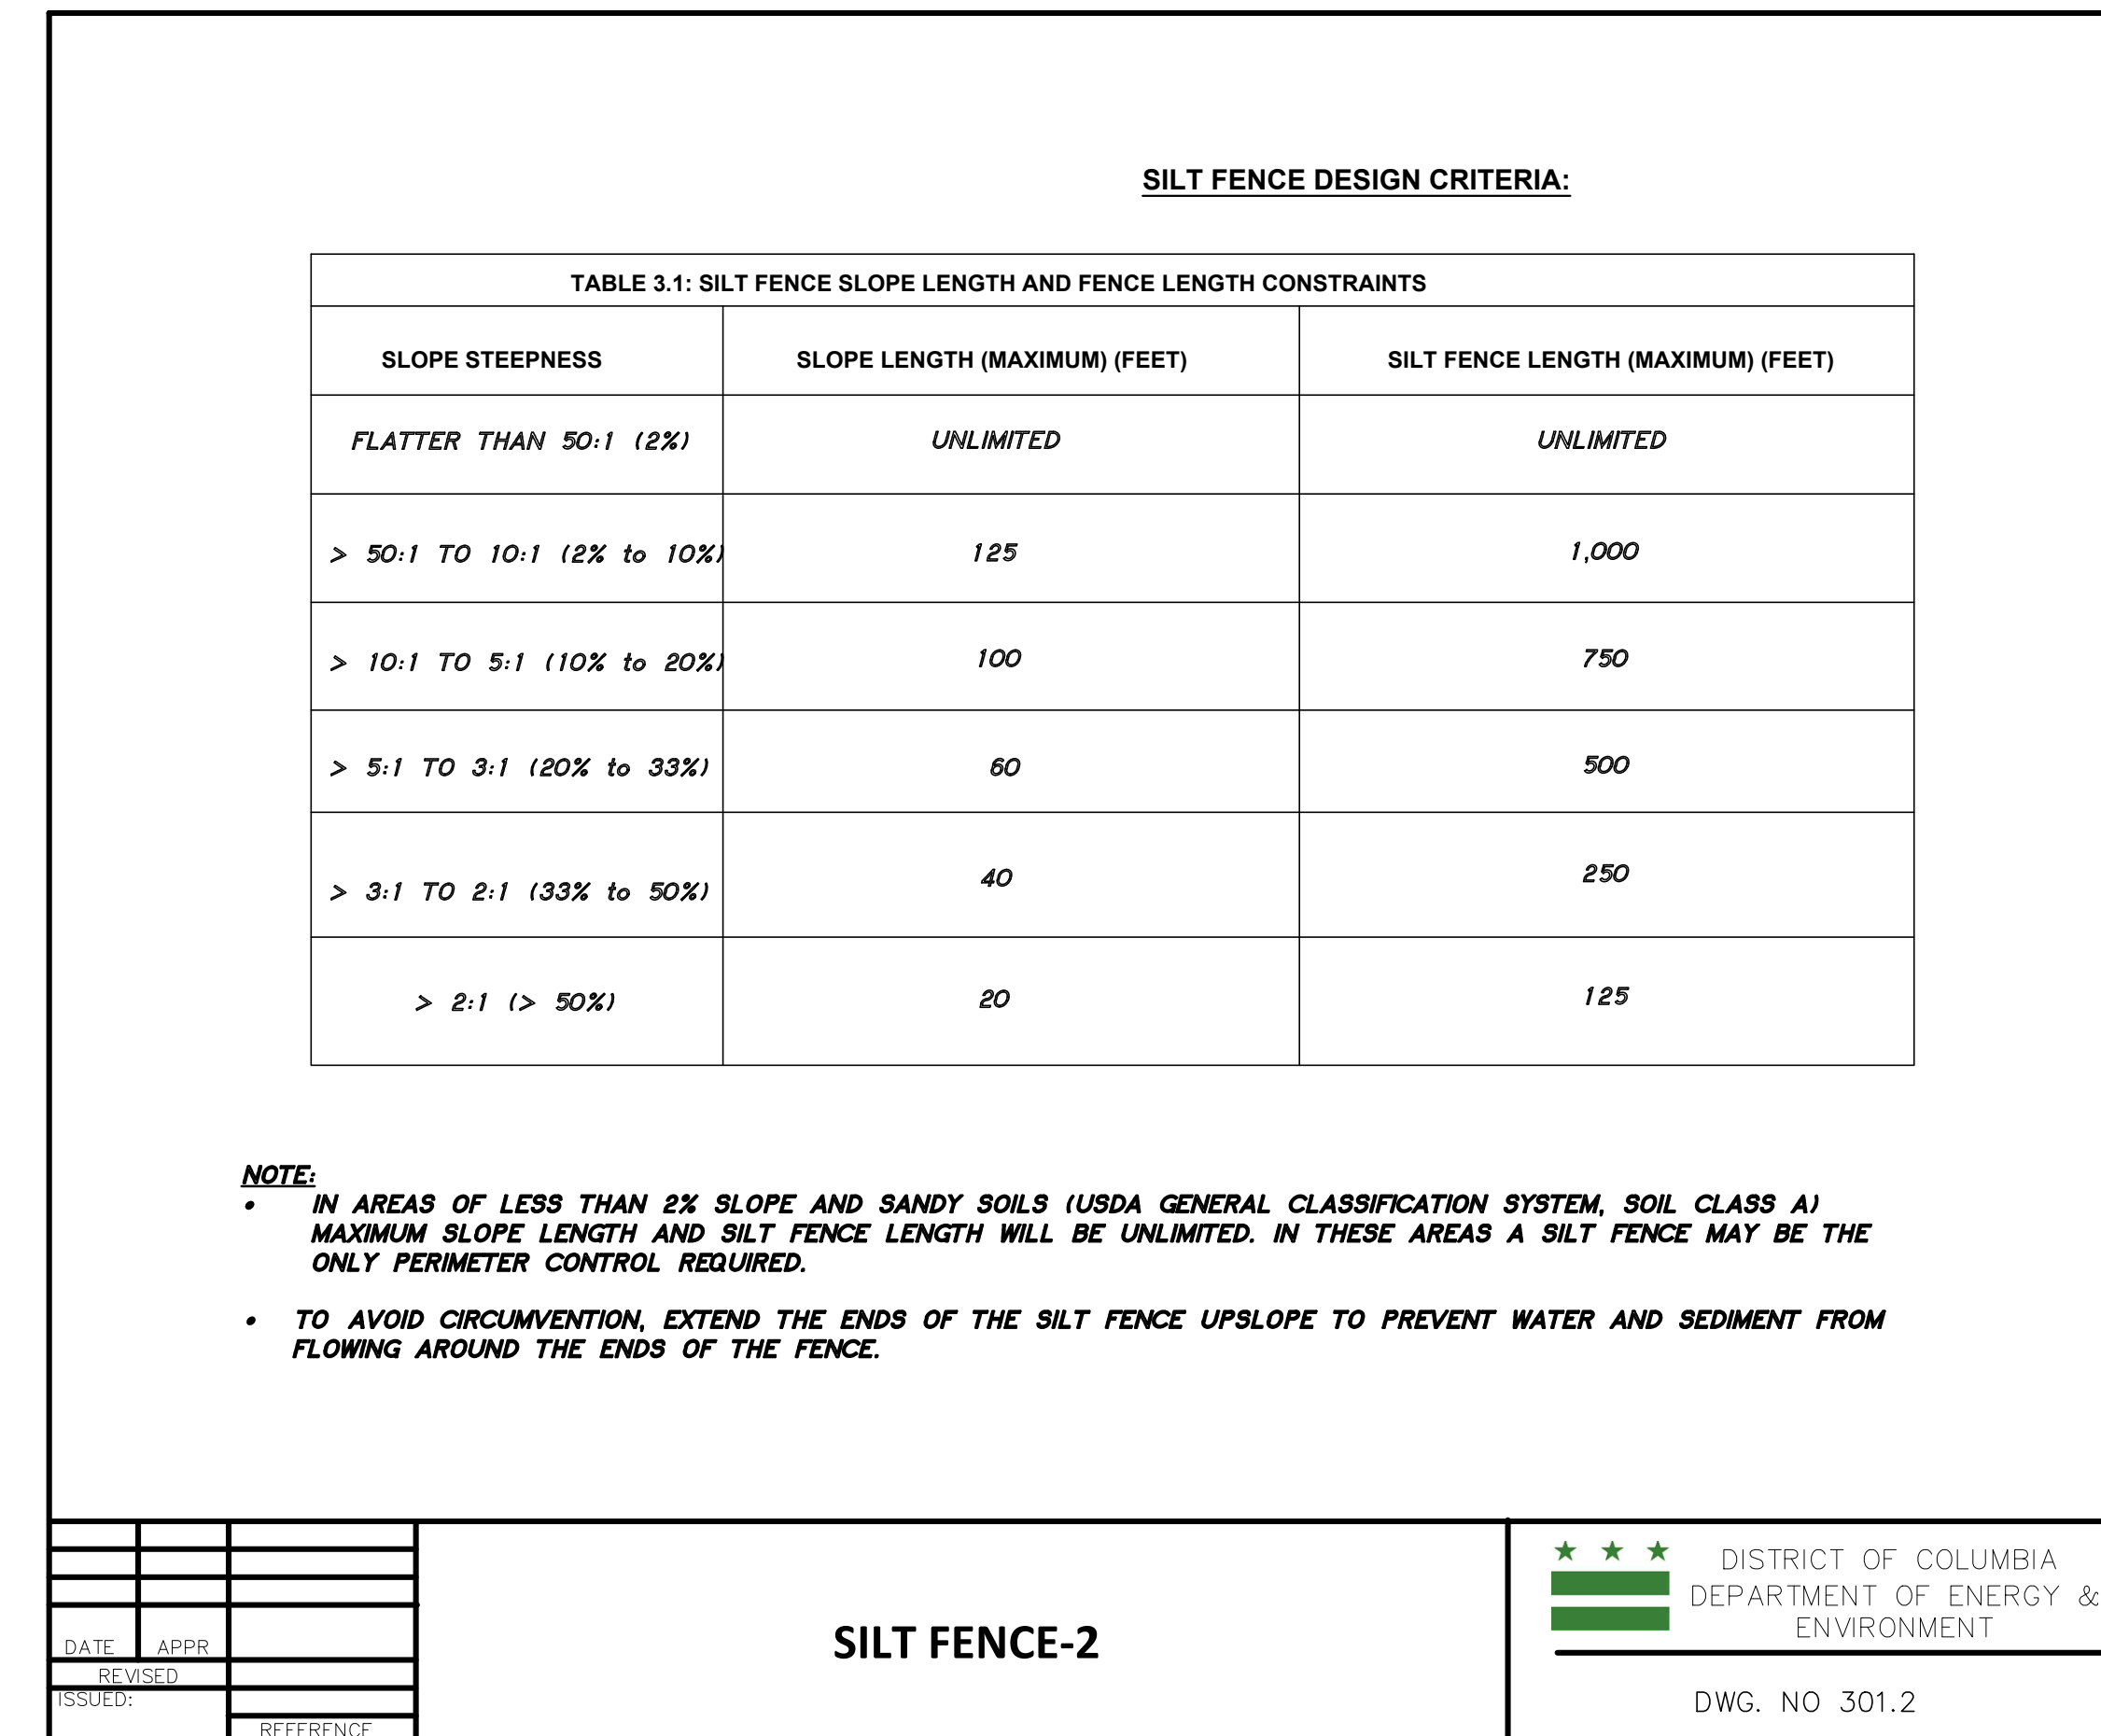 SILT FENCE DESIGN CRITERIA:
TABLE 3.1: SILT FENCE SLOPE LENGTH AND FENCE LENGTH CONSTRAINTS
SLOPE STEEPNESS SLOPE LENGTH (MAXIMUM) (FEET) SILT FENCE LENGTH (MAXIMUM) (FEET)
FLATTER THAN 50:1 (2%) UNLIMITED UNLIMITED
> 50:1 TO 10:1 (2% to 10%) 125 1,000
> 10:1 TO 5:1 (10% to 20%) 100 750
> 5:1 TO 3:1 (20% to 33%) 60 500
> 3:1 TO 2:1 (33% to 50%) 40 250
> 2:1 (> 50%) 20 125
NOTE:
• IN AREAS OF LESS THAN 2% SLOPE AND SANDY SOILS (USDA GENERAL CLASSIFICATION SYSTEM, SOIL CLASS A)
MAXIMUM SLOPE LENGTH AND SILT FENCE LENGTH WILL BE UNLIMITED. IN THESE AREAS A SILT FENCE MAY BE THE
ONLY PERIMETER CONTROL REQUIRED.
• TO AVOID CIRCUMVENTION, EXTEND THE ENDS OF THE SILT FENCE UPSLOPE TO PREVENT WATER AND SEDIMENT FROM
FLOWING AROUND THE ENDS OF THE FENCE.
DATE APPR
REVISED
ISSUED:
REFERENCE
SILT FENCE-2
DISTRICT OF COLUMBIA
DEPARTMENT OF ENERGY &
ENVIRONMENT
DWG. NO 301.2